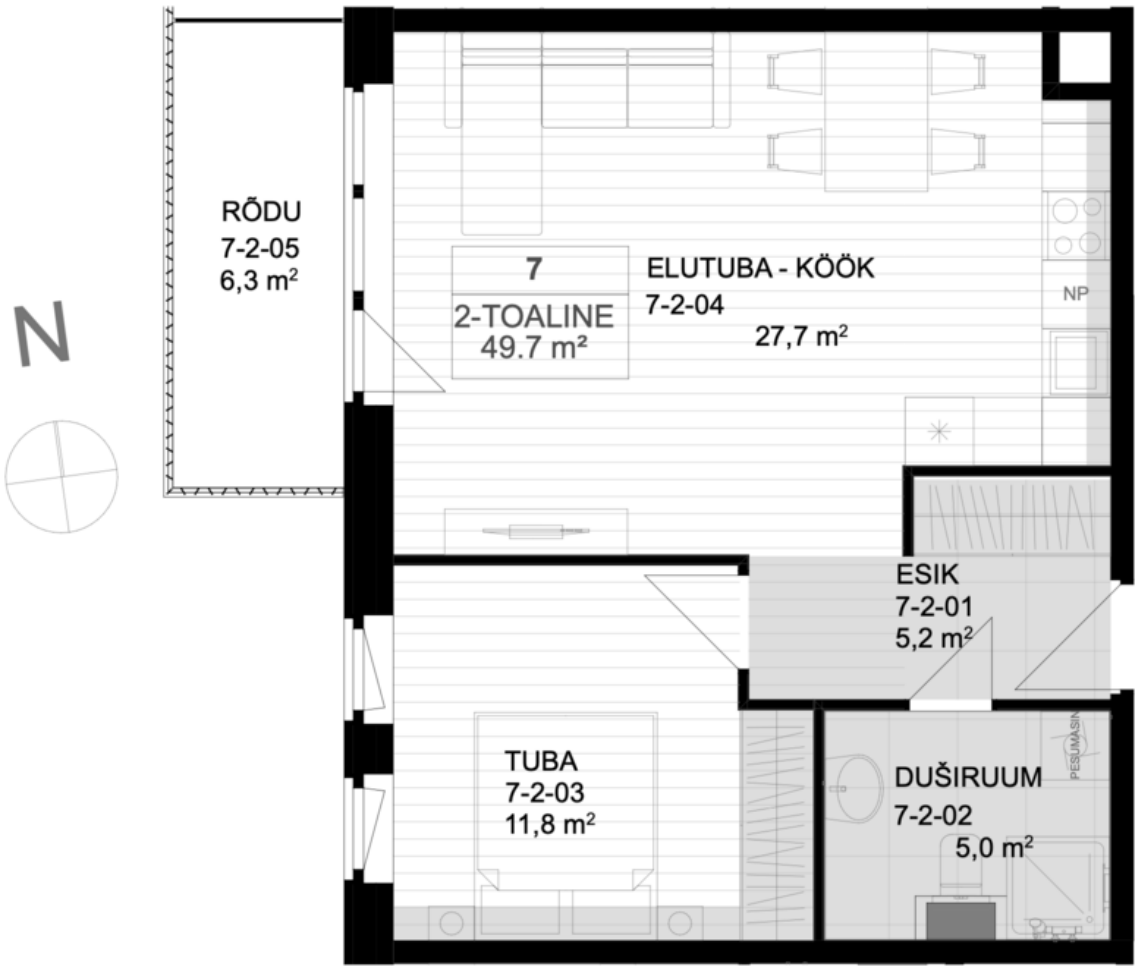 RÕDU
7-2-05
6,3 m²
N
7
2-TOALINE
49.7 m²
ELUTUBA - KÖÖK
7-2-04
27,7 m²
NP
ESIK
7-2-01
5,2 m²
TUBA
7-2-03
11,8 m²
PESUMASIN
DUŠIRUUM
7-2-02
5,0 m²